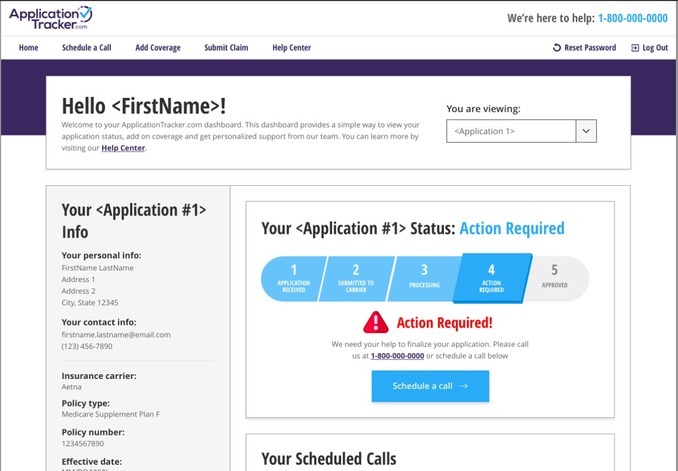 Application
Tracker.com
We're here to help: 1-800-000-0000
Home Schedule a Call Add Coverage Submit Claim Help Center Reset Password Log Out
Hello <FirstName>!
Welcome to your ApplicationTracker.com dashboard. This dashboard provides a simple way to view your
application status, add on coverage and get personalized support from our team. You can learn more by
visiting our Help Center.
You are viewing:
<Application 1>
Your <Application #1>
Info
Your personal info:
FirstName LastName
Address 1
Address 2
City, State 12345
Your contact info:
firstname.lastname@email.com
(123) 456-7890
Insurance carrier:
Aetna
Policy type:
Medicare Supplement Plan F
Policy number:
1234567890
Effective date:
Your <Application #1> Status: Action Required
1
APPLICATION
RECEIVED
2
SUBMITTED TO
CARRIER
3
PROCESSING
4
ACTION
REQUIRED
5
APPROVED
Action Required!
We need your help to finalize your application. Please call
us at 1-800-000-0000 or schedule a call below
Schedule a call
Your Scheduled Calls